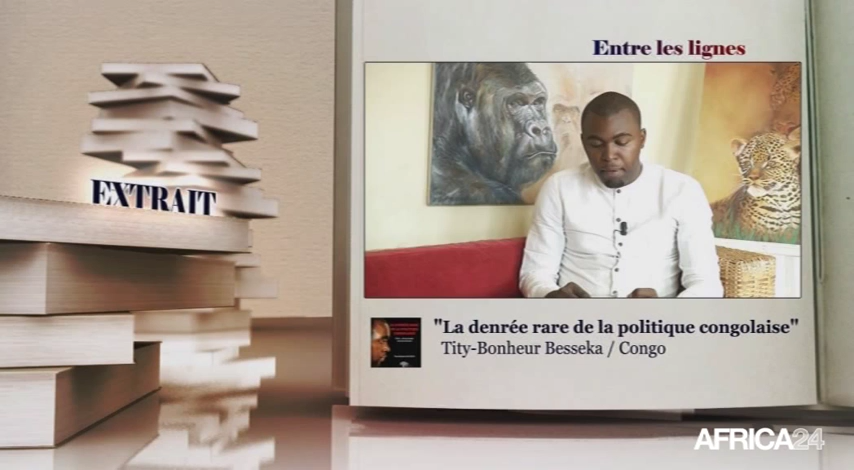 Entre les lignes
EXTRAIT
"La denrée rare de la politique congolaise"
Tity-Bonheur Besseka / Congo
AFRICA24